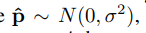 e p̂ ∼ N(0, σ²),